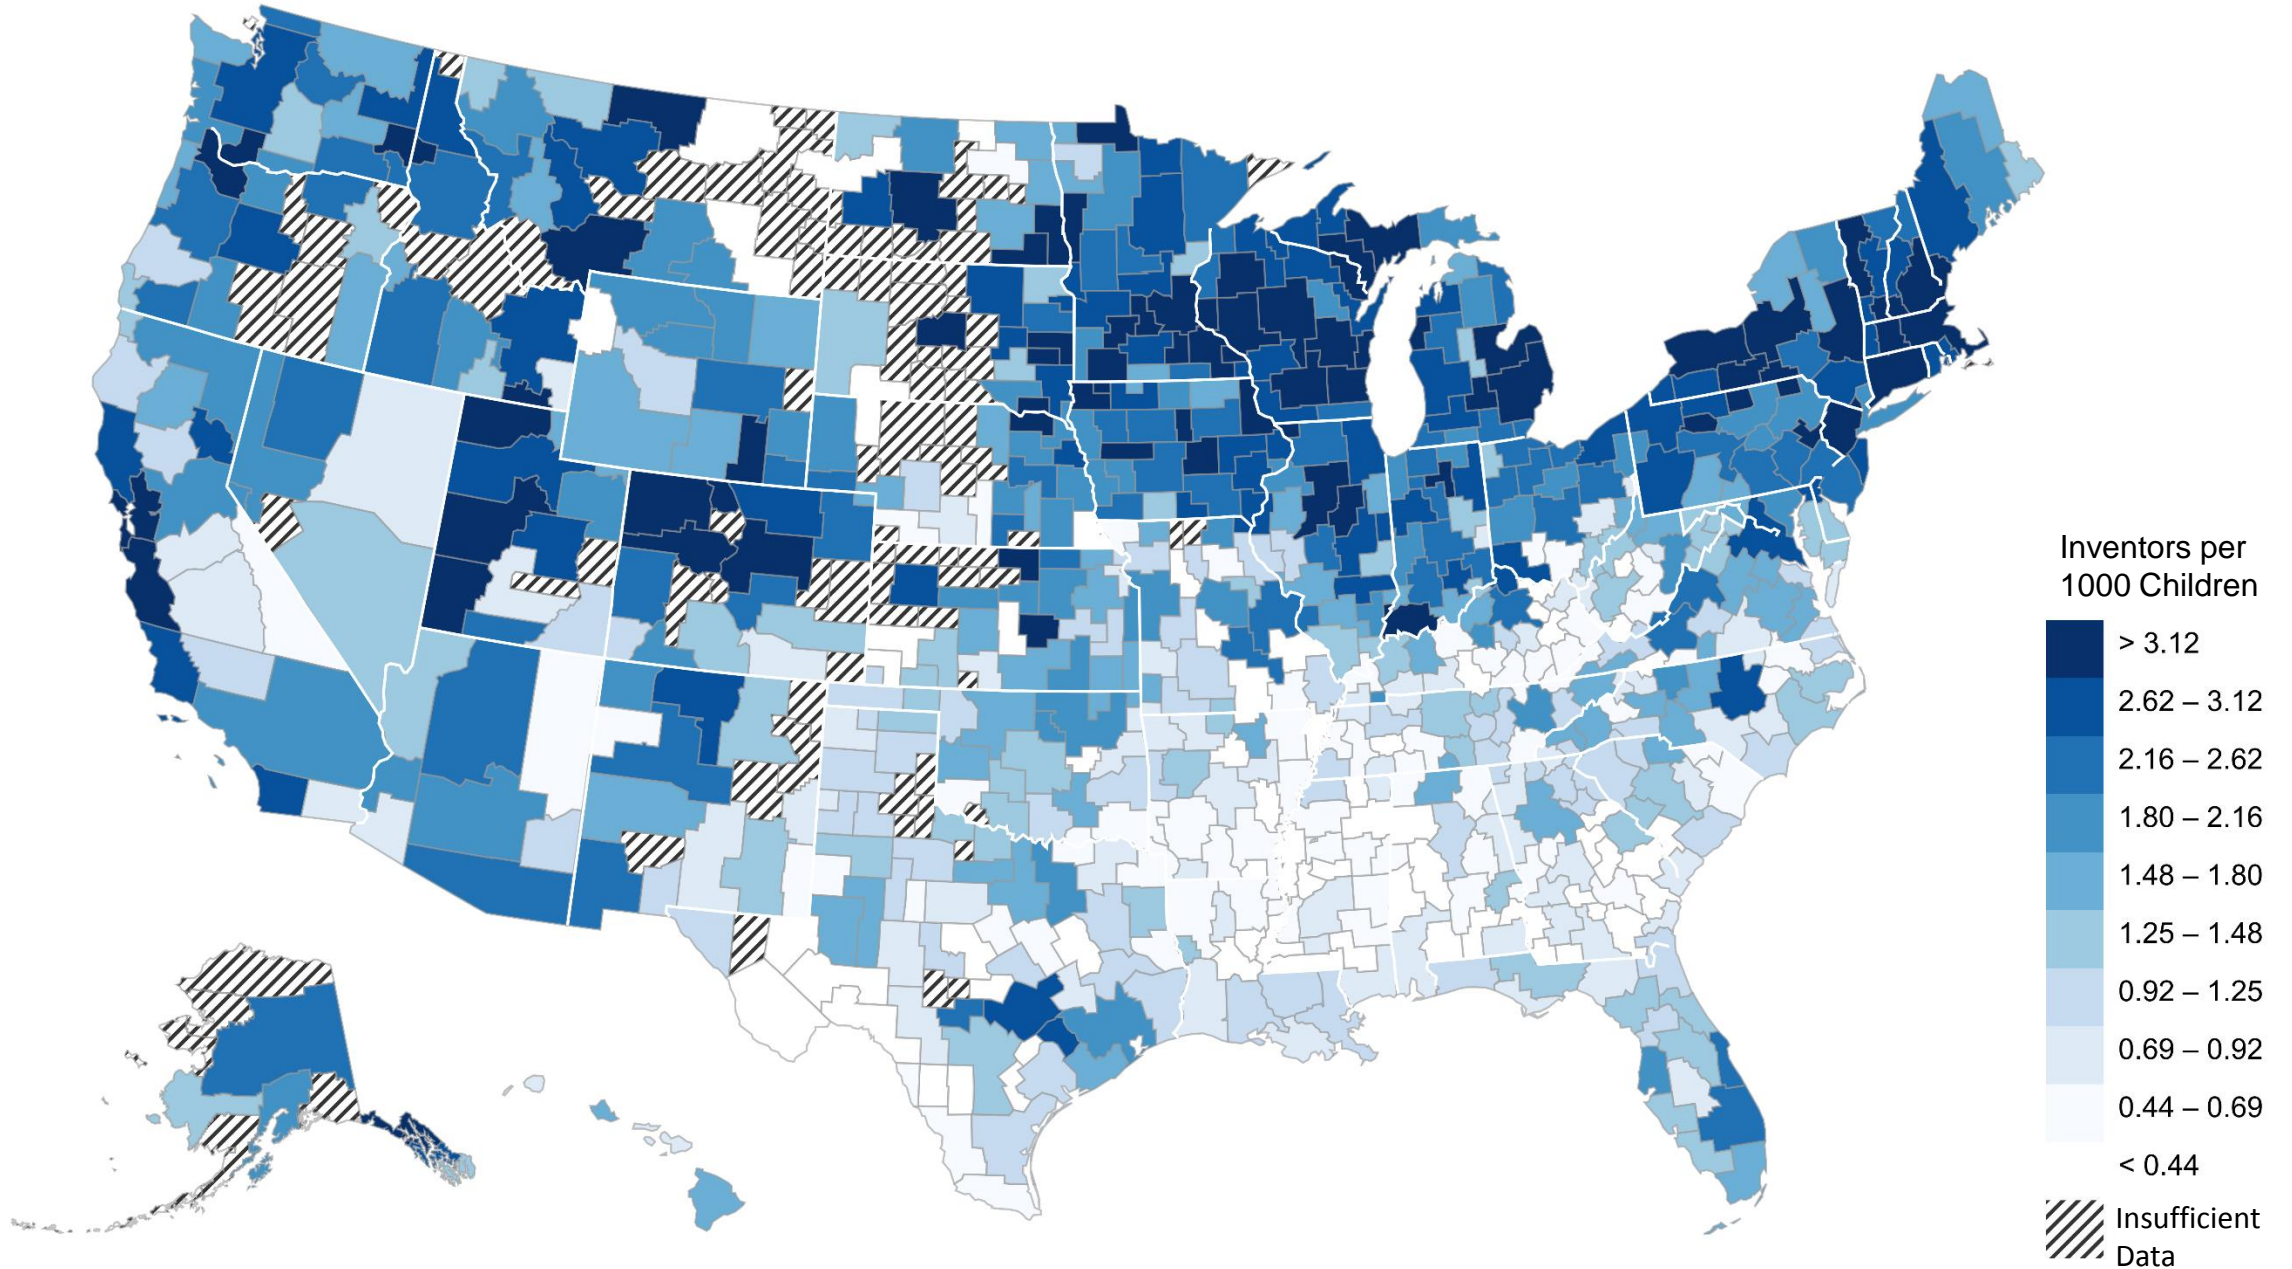 Inventors per
1000 Children
> 3.12
2.62 – 3.12
2.16 – 2.62
1.80 – 2.16
1.48 – 1.80
1.25 – 1.48
0.92 – 1.25
0.69 – 0.92
0.44 – 0.69
< 0.44
Insufficient
Data